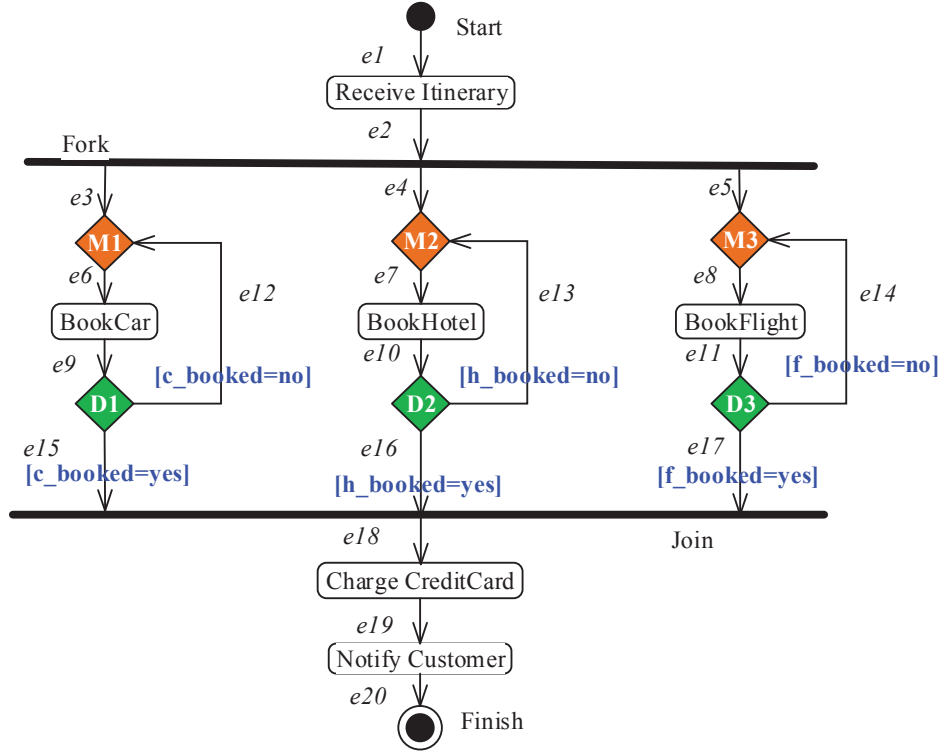 Start
e1
Receive Itinerary
e2
Fork
e3
e4
e5
M1
M2
M3
e6
e7
e8
e12
e13
e14
BookCar
BookHotel
BookFlight
e9
e10
e11
[c_booked=no]
[h_booked=no]
[f_booked=no]
D1
D2
D3
e15
e16
e17
[c_booked=yes]
[h_booked=yes]
[f_booked=yes]
e18
Join
Charge CreditCard
e19
Notify Customer
e20
Finish